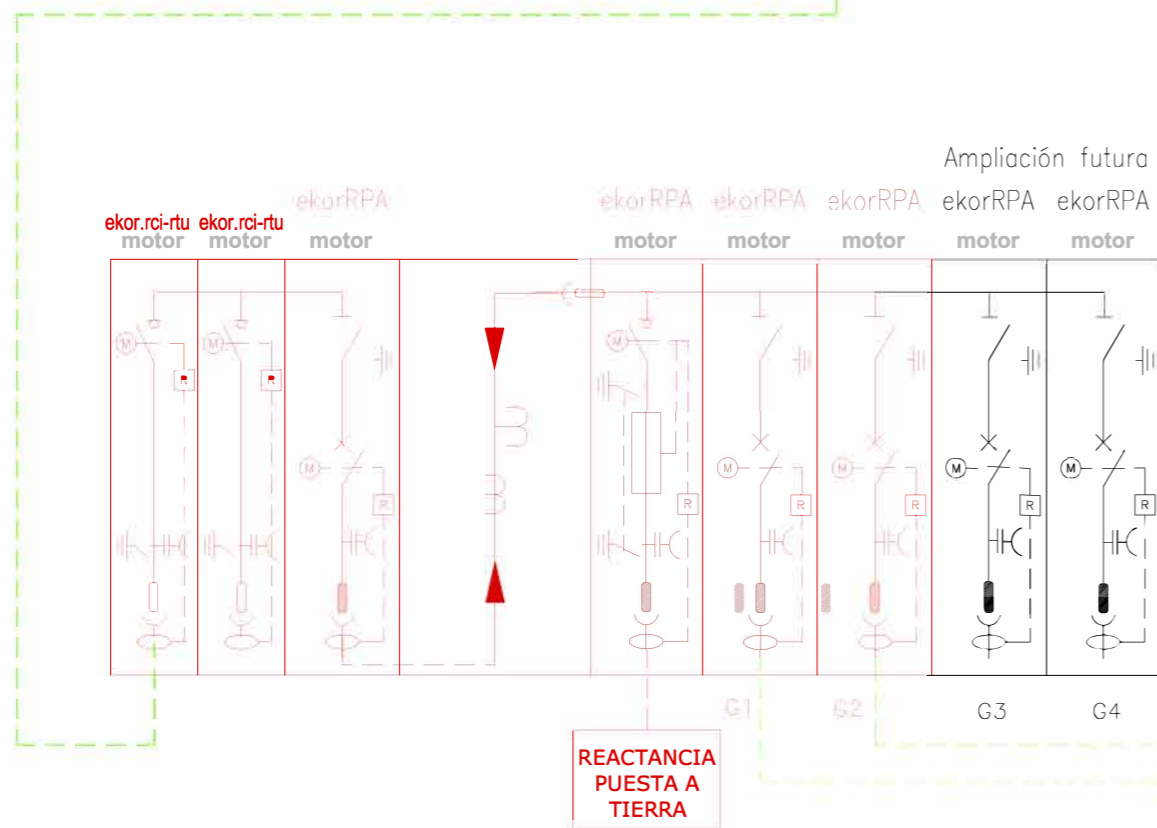 Ampliación futura
ekorRPA ekorRPA ekorRPA ekorRPA ekorRPA ekorRPA
ekor.rci-rtu ekor.rci-rtu
motor motor motor motor motor motor motor motor
M M M
R R
M M M M
R R R R R R
G1 G2 G3 G4
REACTANCIA
PUESTA A
TIERRA